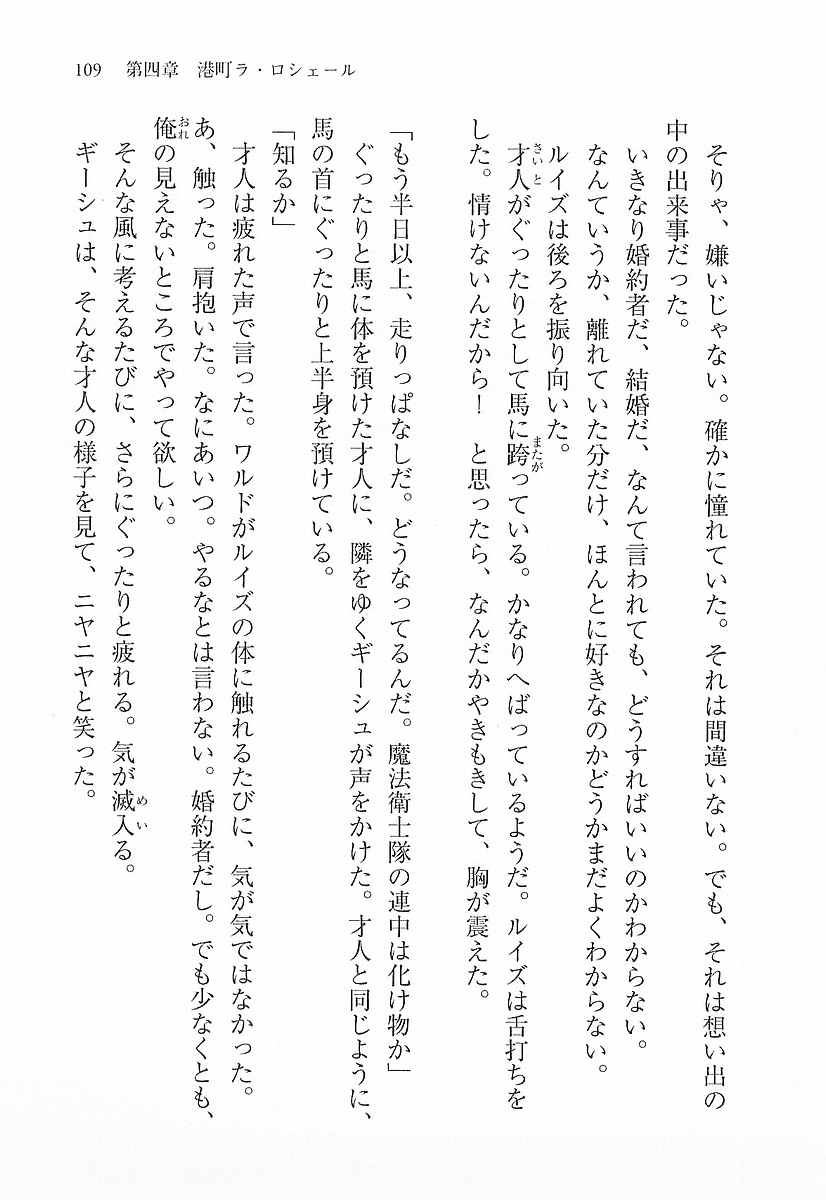 109　第四章　港町ラ・ロシェール
そりゃ、嫌いじゃない。確かに憧れていた。それは間違いない。でも、それは想い出の
中の出来事だった。
いきなり婚約者だ、結婚だ、なんて言われても、どうすればいいのかわからない。
なんていうか、離れていた分だけ、ほんとに好きなのかどうかまだよくわからない。
ルイズは後ろを振り向いた。
才人がぐったりとして馬に跨っている。かなりへばっているようだ。ルイズは舌打ちを
した。情けないんだから！　と思ったら、なんだかやきもきして、胸が震えた。
「もう半日以上、走りっぱなしだ。どうなってるんだ。魔法衛士隊の連中は化け物か」
ぐったりと馬に体を預けた才人に、隣をゆくギーシュが声をかけた。才人と同じように、
馬の首にぐったりと上半身を預けている。
「知るか」
才人は疲れた声で言った。ワルドがルイズの体に触れるたびに、気が気ではなかった。
あ、触った。肩抱いた。なにあいつ。やるなとは言わない。婚約者だし。でも少なくとも、
俺の見えないところでやって欲しい。
そんな風に考えるたびに、さらにぐったりと疲れる。気が滅入る。
ギーシュは、そんな才人の様子を見て、ニヤニヤと笑った。